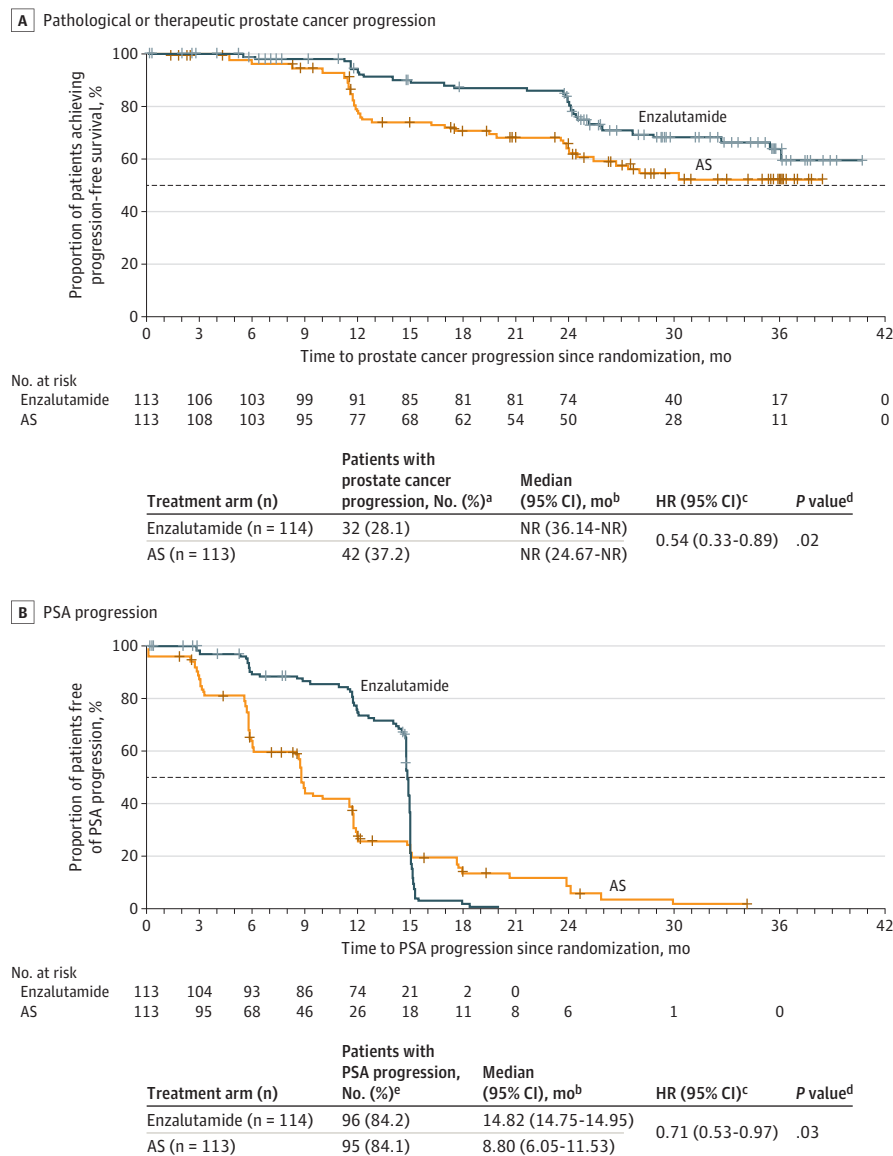 A Pathological or therapeutic prostate cancer progression
Proportion of patients achieving
progression-free survival, %
100
80
60
40
20
0
Enzalutamide
AS
0 3 6 9 12 15 18 21 24 27 30 33 36 39 42
Time to prostate cancer progression since randomization, mo
No. at risk
Enzalutamide 113 106 103 99 91 85 81 81 74 40 17 0
AS 113 108 103 95 77 68 62 54 50 28 11 0
Treatment arm (n) Patients with prostate cancer progression, No. (%)a Median (95% CI), mob HR (95% CI)c P valued
Enzalutamide (n = 114) 32 (28.1) NR (36.14-NR) 0.54 (0.33-0.89) .02
AS (n = 113) 42 (37.2) NR (24.67-NR)
B PSA progression
Proportion of patients free
of PSA progression, %
100
80
60
40
20
0
Enzalutamide
AS
0 3 6 9 12 15 18 21 24 27 30 33 36 39 42
Time to PSA progression since randomization, mo
No. at risk
Enzalutamide 113 104 93 86 74 21 2 0
AS 113 95 68 46 26 18 11 8 6 1 0
Treatment arm (n) Patients with PSA progression, No. (%)e Median (95% CI), mob HR (95% CI)c P valued
Enzalutamide (n = 114) 96 (84.2) 14.82 (14.75-14.95) 0.71 (0.53-0.97) .03
AS (n = 113) 95 (84.1) 8.80 (6.05-11.53)